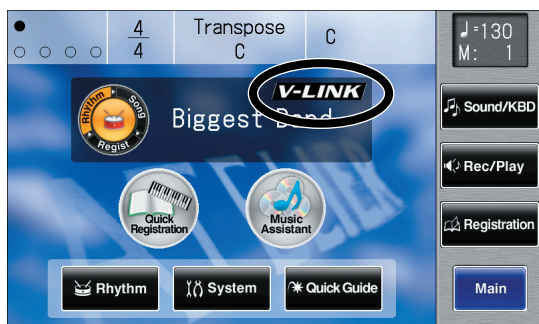 4
4
Transpose
C
C
♩=130
M: 1
V-LINK
Rhythm
Song
Regist
Biggest Band
Sound/KBD
Rec/Play
Registration
Quick
Registration
Music
Assistant
ATELIER
Rhythm
System
Quick Guide
Main